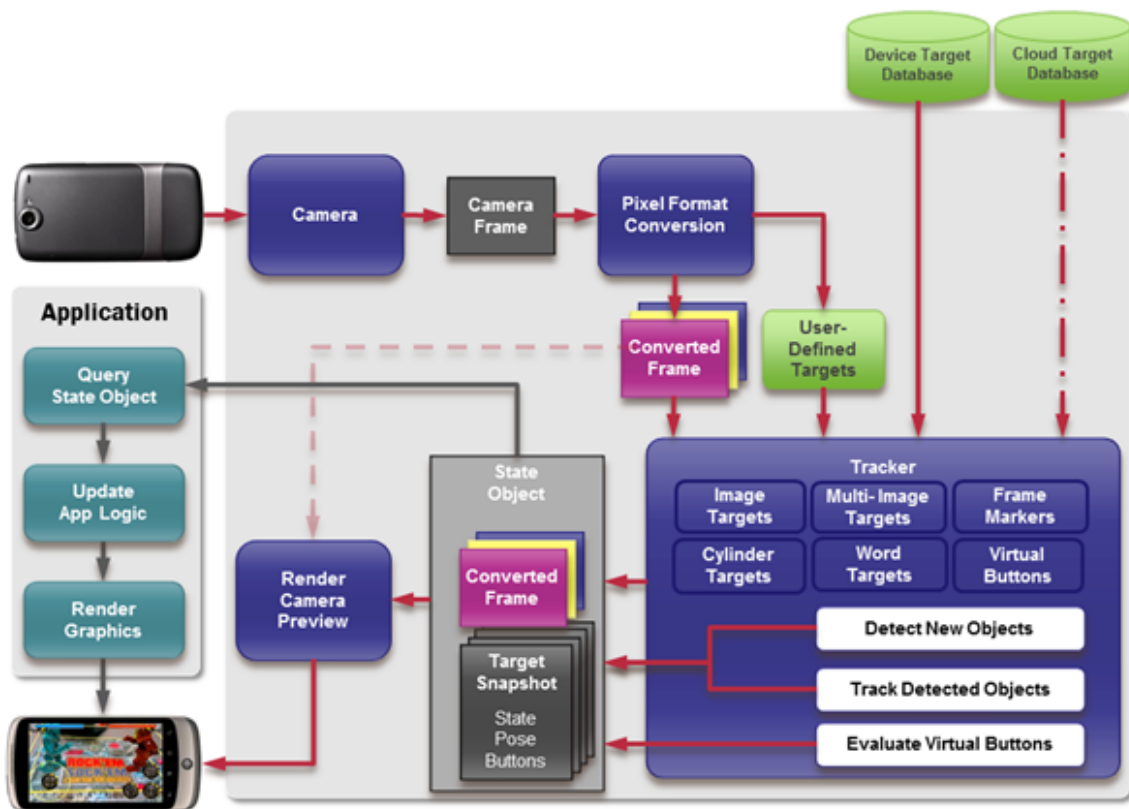 Device Target
Database
Cloud Target
Database
Camera
Camera
Frame
Pixel Format
Conversion
Application
Query
State Object
Update
App Logic
Render
Graphics
Converted
Frame
User-
Defined
Targets
State
Object
Converted
Frame
Target
Snapshot
State
Pose
Buttons
Render
Camera
Preview
Tracker
Image
Targets
Multi-Image
Targets
Frame
Markers
Cylinder
Targets
Word
Targets
Virtual
Buttons
Detect New Objects
Track Detected Objects
Evaluate Virtual Buttons
ROCK'EM